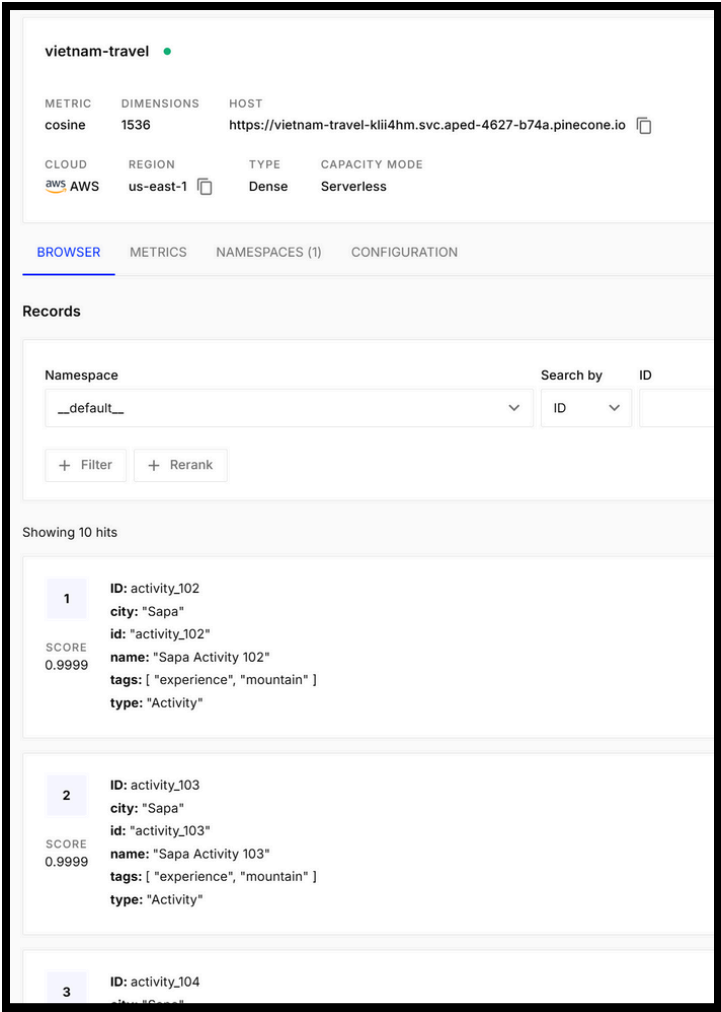 vietnam-travel
METRIC DIMENSIONS HOST
cosine 1536 https://vietnam-travel-klii4hm.svc.aped-4627-b74a.pinecone.io
CLOUD REGION TYPE CAPACITY MODE
aws AWS us-east-1 Dense Serverless
BROWSER METRICS NAMESPACES (1) CONFIGURATION
Records
Namespace Search by ID
__default__ ID
+ Filter + Rerank
Showing 10 hits
1
SCORE
0.9999
ID: activity_102
city: "Sapa"
id: "activity_102"
name: "Sapa Activity 102"
tags: [ "experience", "mountain" ]
type: "Activity"
2
SCORE
0.9999
ID: activity_103
city: "Sapa"
id: "activity_103"
name: "Sapa Activity 103"
tags: [ "experience", "mountain" ]
type: "Activity"
3
ID: activity_104
city: "Sapa"